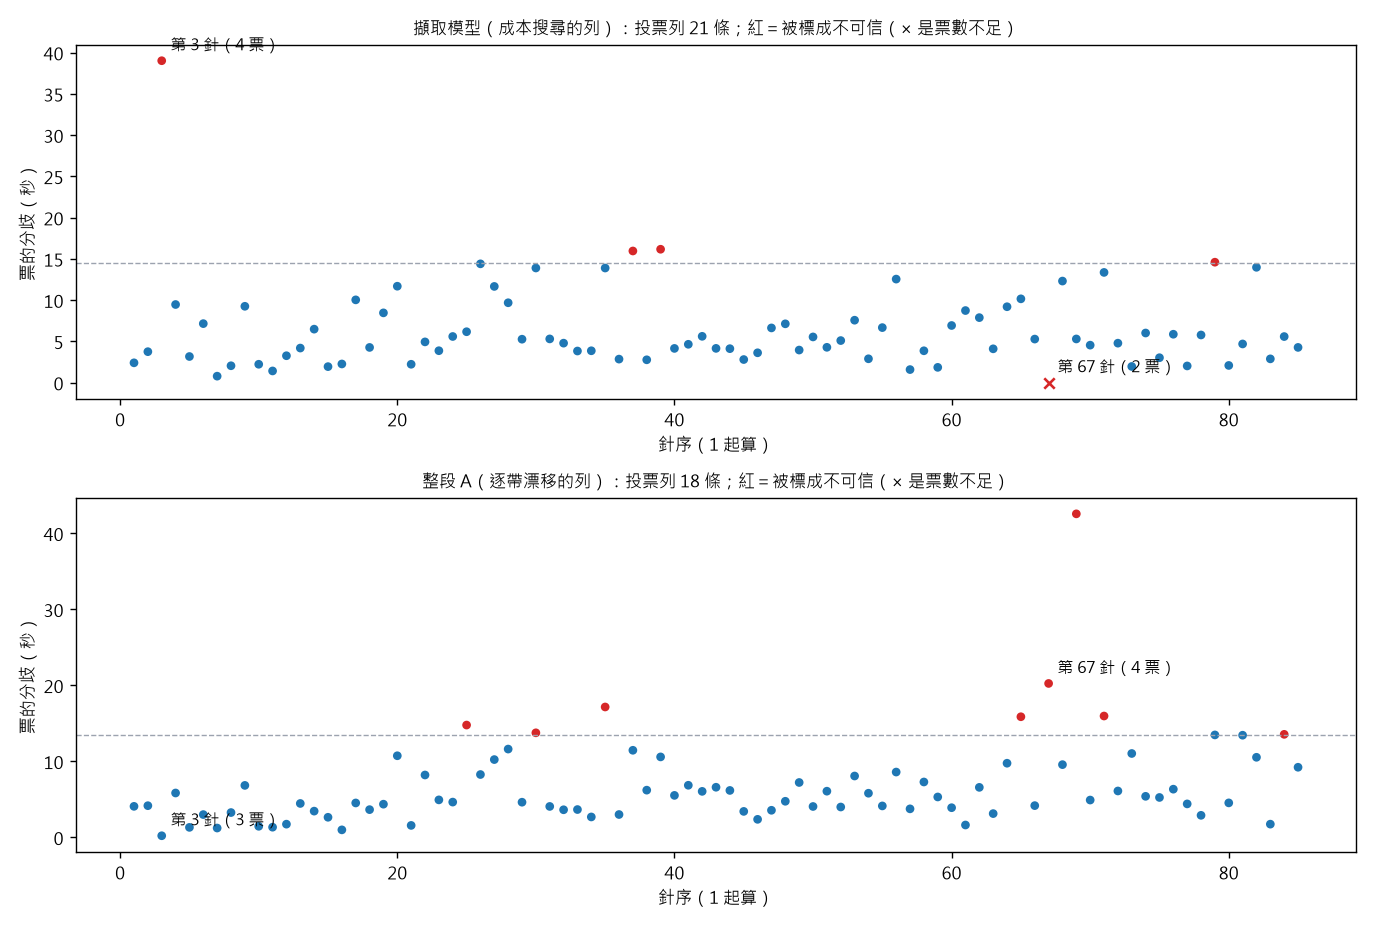 擷取模型（成本搜尋的列）：投票列 21 條；紅＝被標成不可信（× 是票數不足）
第 3 針（4 票）
40
35
30
25
20
15
10
5
0
票的分歧（秒）
第 67 針（2 票）
0 20 40 60 80
針序（1 起算）
整段 A（逐帶漂移的列）：投票列 18 條；紅＝被標成不可信（× 是票數不足）
40
30
20
10
0
票的分歧（秒）
第 67 針（4 票）
第 3 針（3 票）
0 20 40 60 80
針序（1 起算）